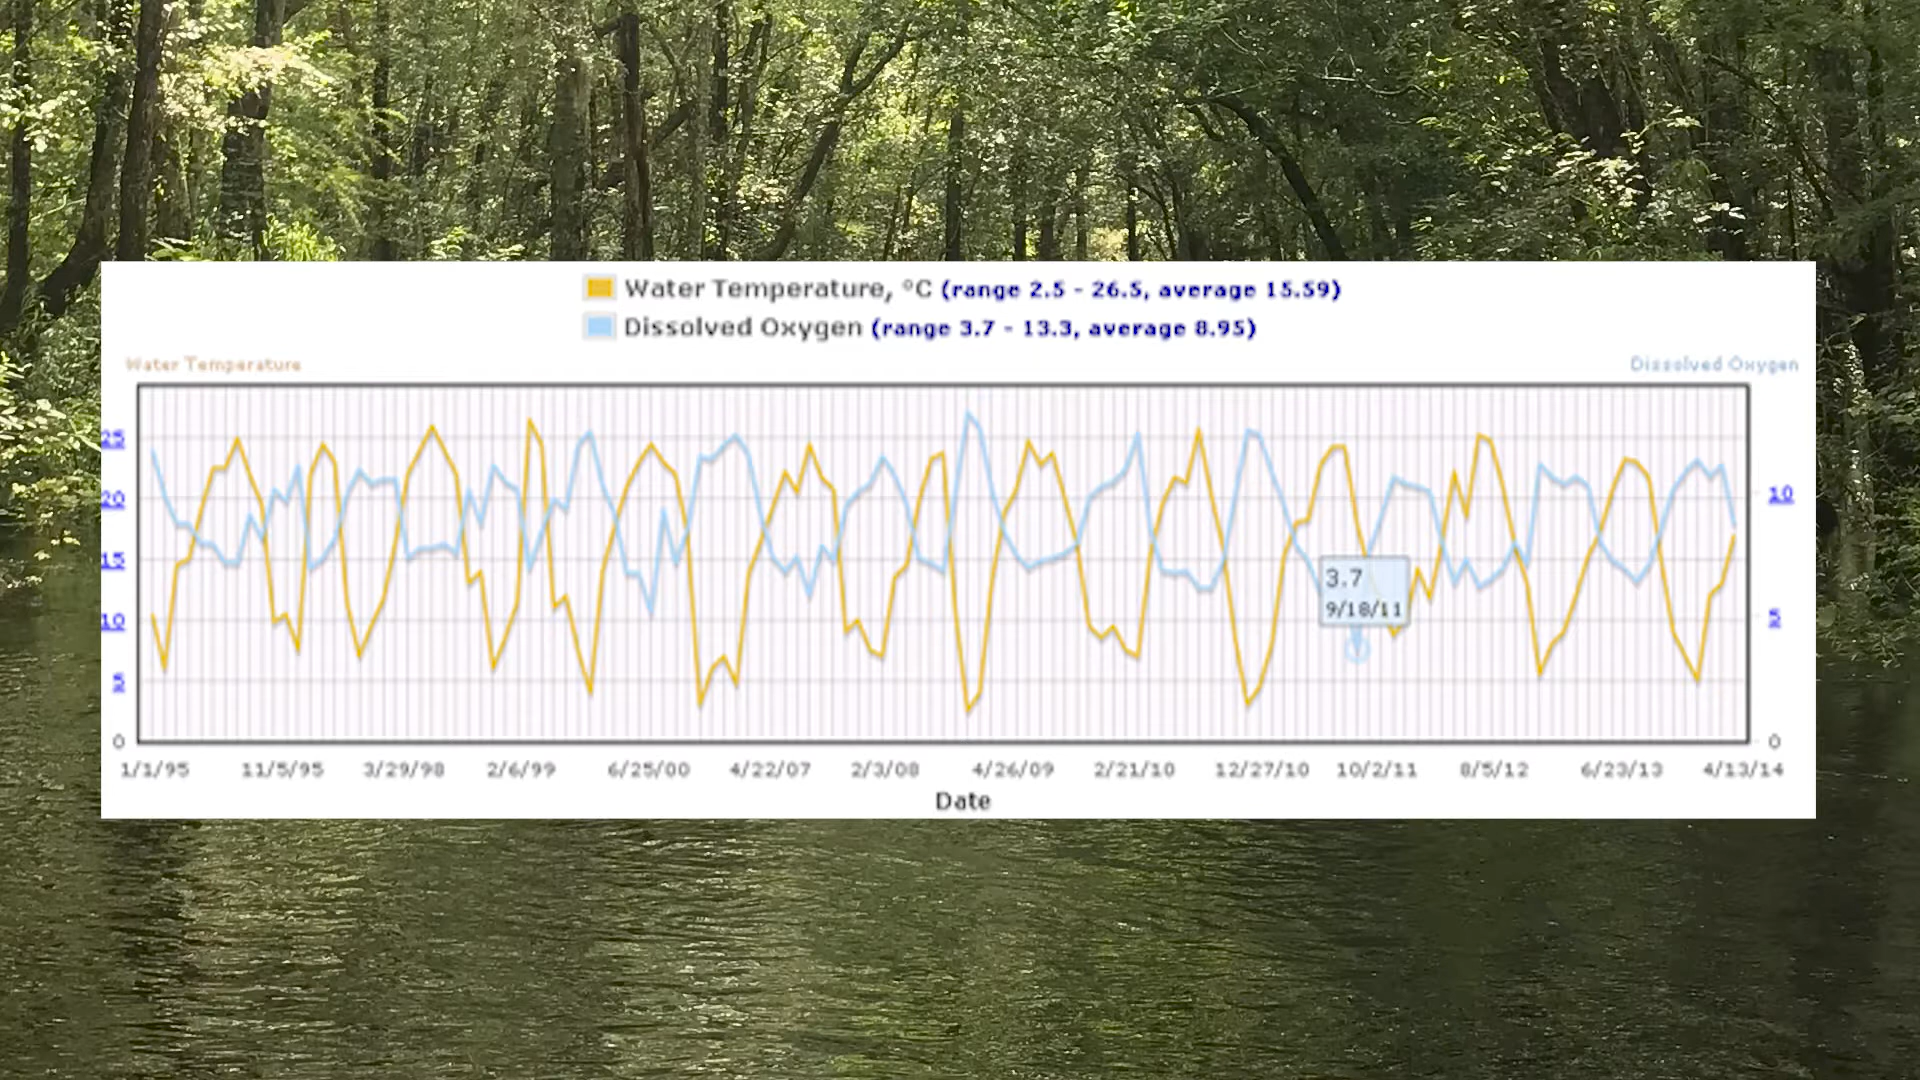 Water Temperature, °C (range 2.5 - 26.5, average 15.59)
Dissolved Oxygen (range 3.7 - 13.3, average 8.95)
Water Temperature
Dissolved Oxygen
25
20
15
10
5
0
10
5
0
3.7
9/18/11
1/1/95 11/5/95 3/29/98 2/6/99 6/25/00 4/22/07 2/3/08 4/26/09 2/21/10 12/27/10 10/2/11 8/5/12 6/23/13 4/13/14
Date